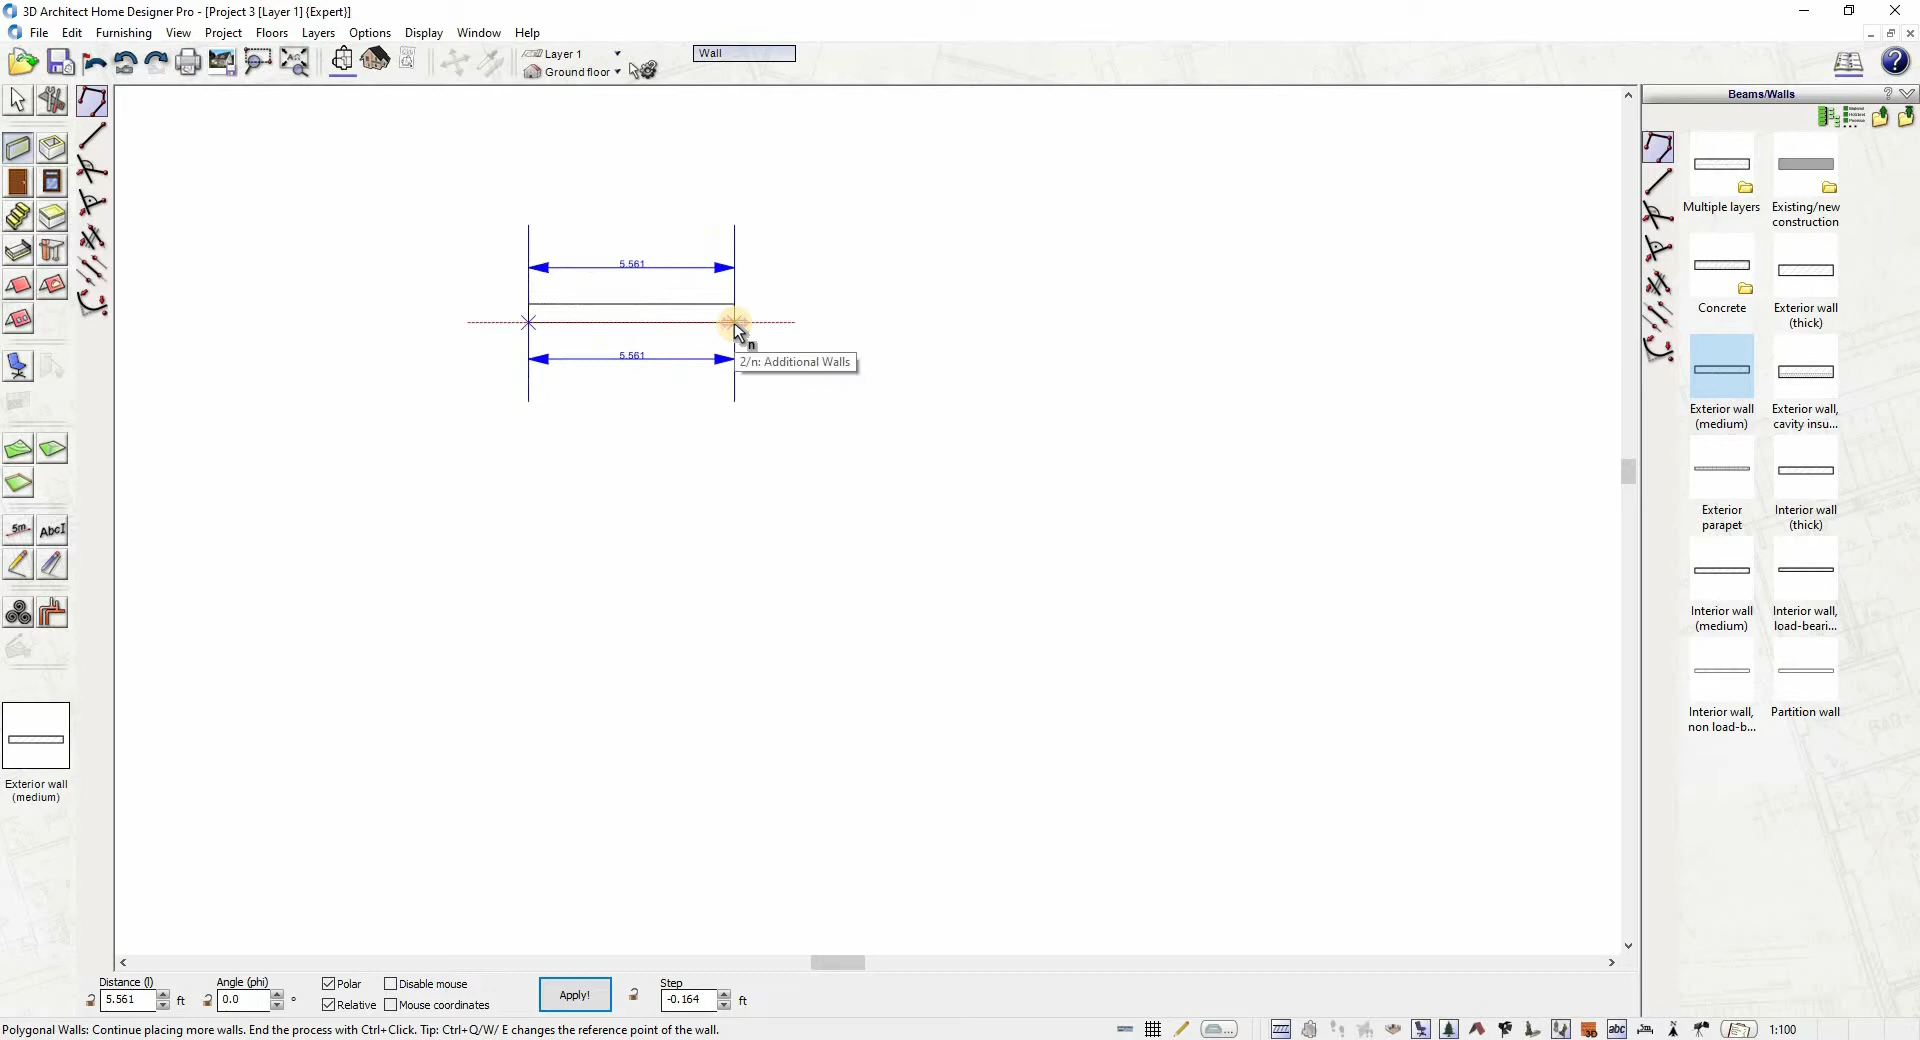 3D Architect Home Designer Pro - [Project 3 [Layer 1] {Expert}]
File Edit Furnishing View Project Floors Layers Options Display Window Help
Layer 1
Ground floor
Wall
Beams/Walls
Multiple layers
Existing/new construction
Concrete
Exterior wall (thick)
Exterior wall (medium)
Exterior wall, cavity insu...
Exterior parapet
Interior wall (thick)
Interior wall (medium)
Interior wall, load-beari...
Interior wall, non load-b...
Partition wall
5m
AbcI
5.561
5.561
2/n: Additional Walls
n
Exterior wall
(medium)
Distance (l)
5.561 ft
Angle (phi)
0.0 °
Polar
Relative
Disable mouse
Mouse coordinates
Apply!
Step
-0.164 ft
Polygonal Walls: Continue placing more walls. End the process with Ctrl+Click. Tip: Ctrl+Q/W/ E changes the reference point of the wall.
3D
abc
1:100